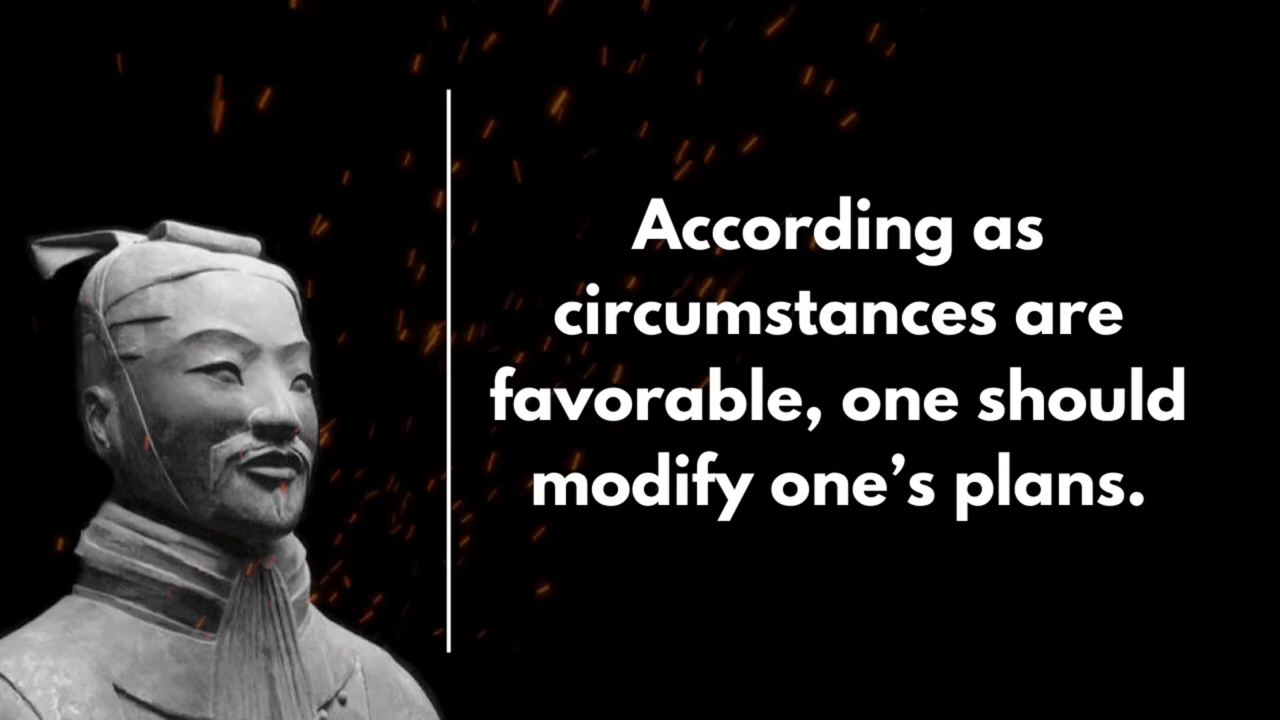 According as
circumstances are
favorable, one should
modify one’s plans.